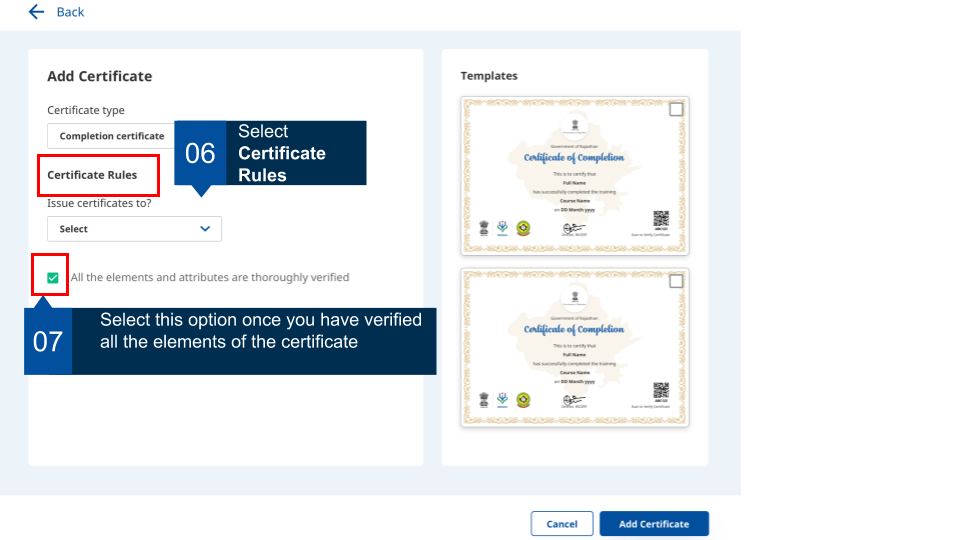 Back
Add Certificate
Certificate type
Completion certificate
06
Select
Certificate
Rules
Certificate Rules
Issue certificates to?
Select
All the elements and attributes are thoroughly verified
07
Select this option once you have verified
all the elements of the certificate
Templates
Government of Rajasthan
Certificate of Completion
This is to certify that
Full Name
has successfully completed the training
Course Name
on DD Month yyyy
Scan to Verify Certificate
Government of Rajasthan
Certificate of Completion
This is to certify that
Full Name
has successfully completed the training
Course Name
on DD Month yyyy
Scan to Verify Certificate
Cancel
Add Certificate